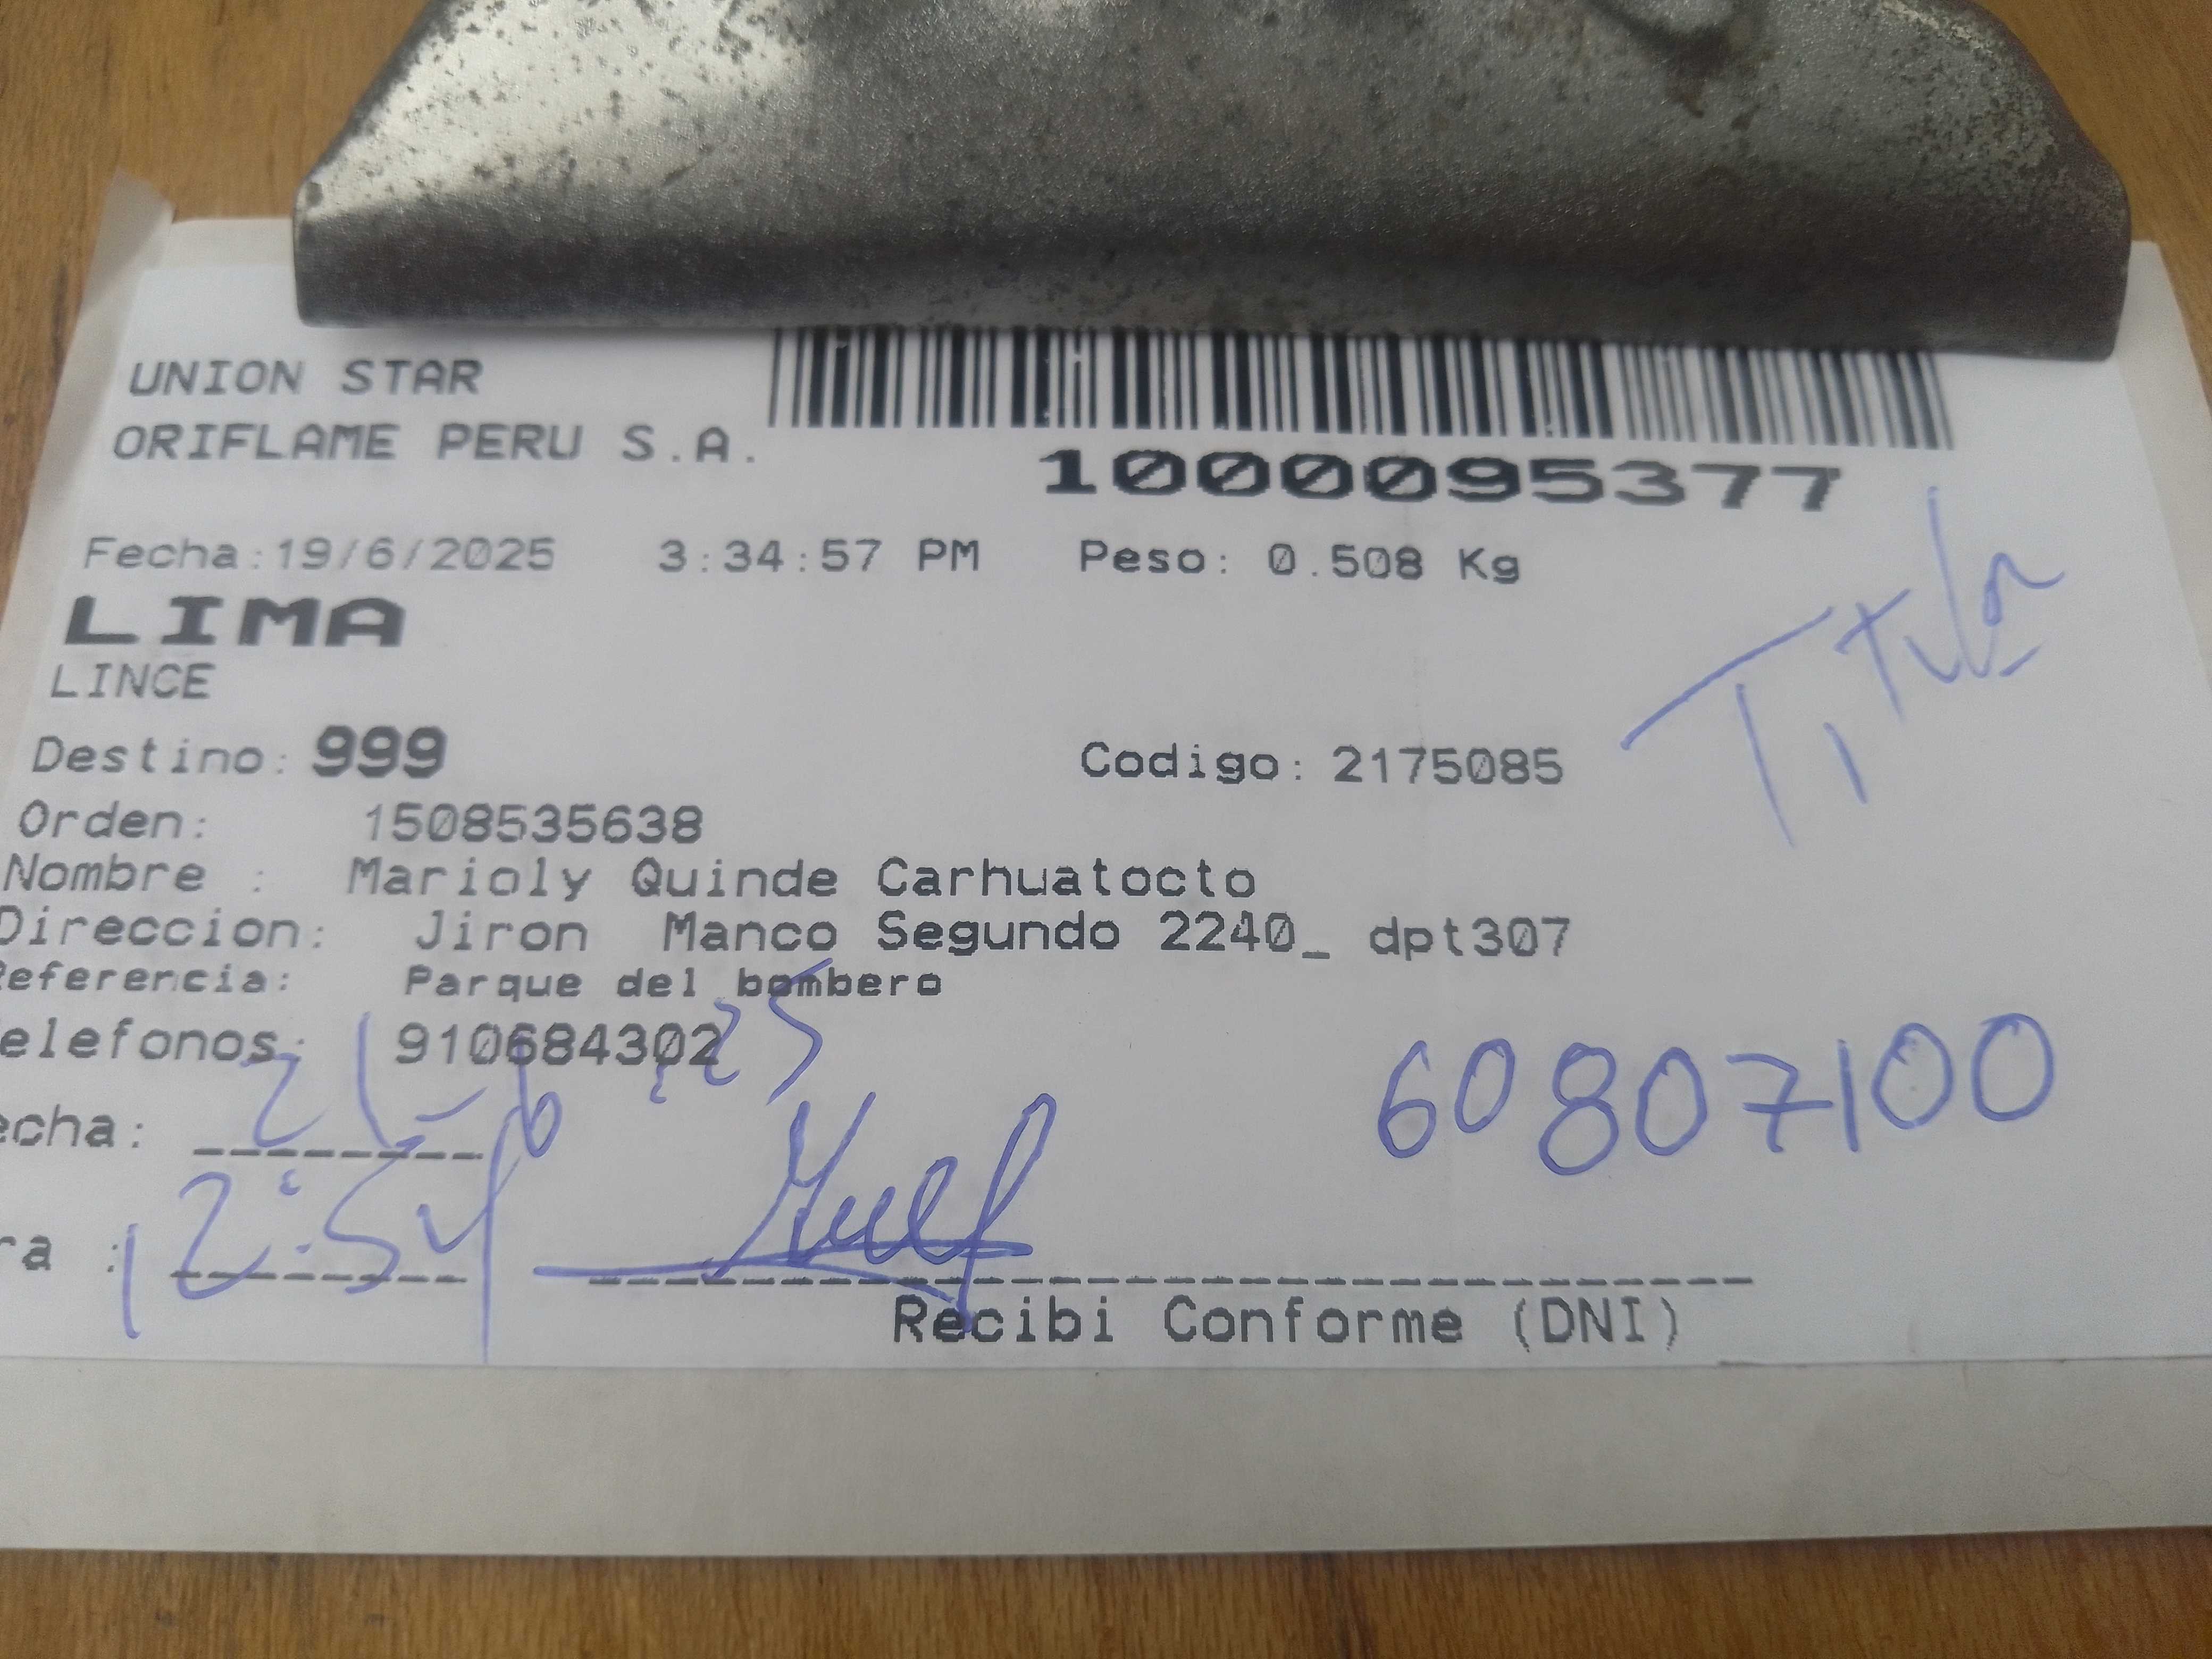 UNION STAR
ORIFLAME PERU S.A.
1000095377
Fecha:19/6/2025 3:34:57 PM Peso: 0.508 Kg
LIMA
LINCE
Titular
Destino: 999 Codigo: 2175085
Orden: 1508535638
Nombre : Marioly Quinde Carhuatocto
Direccion: Jiron Manco Segundo 2240_ dpt307
Referencia: Parque del bombero
elefonos: 910684302
echa: 21-6-25 60807100
ra : 12:54
Recibi Conforme (DNI)